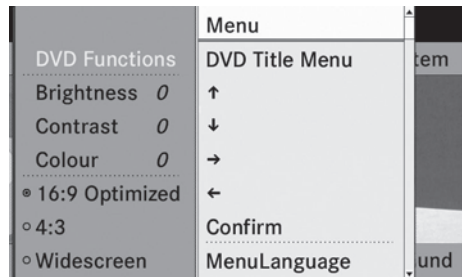 Menu
DVD Functions
DVD Title Menu
tem
Brightness 0
↑
Contrast 0
↓
Colour 0
→
16:9 Optimized
←
4:3
Confirm
Widescreen
MenuLanguage
und